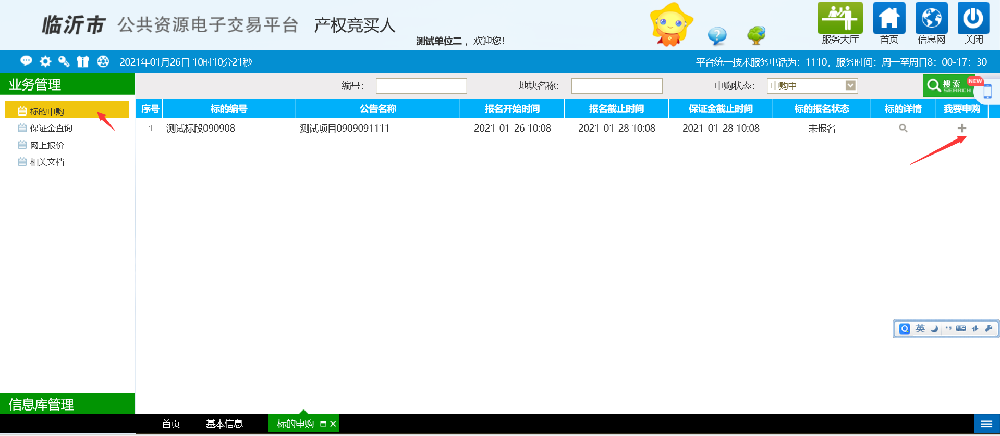 临沂市 公共资源电子交易平台 产权竞买人
测试单位二， 欢迎您！
服务大厅 首页 信息网 关闭
2021年01月26日 10时10分21秒
平台统一技术服务电话为：1110，服务时间：周一至周日8：00-17：30
业务管理
标的申购
保证金查询
网上报价
相关文档
信息库管理
编号： 地块名称： 申购状态： 申购中 搜索 SEARCH NEW
序号 标的编号 公告名称 报名开始时间 报名截止时间 保证金截止时间 标的报名状态 标的详情 我要申购
1 测试标段090908 测试项目0909091111 2021-01-26 10:08 2021-01-28 10:08 2021-01-28 10:08 未报名
英
首页 基本信息 标的申购